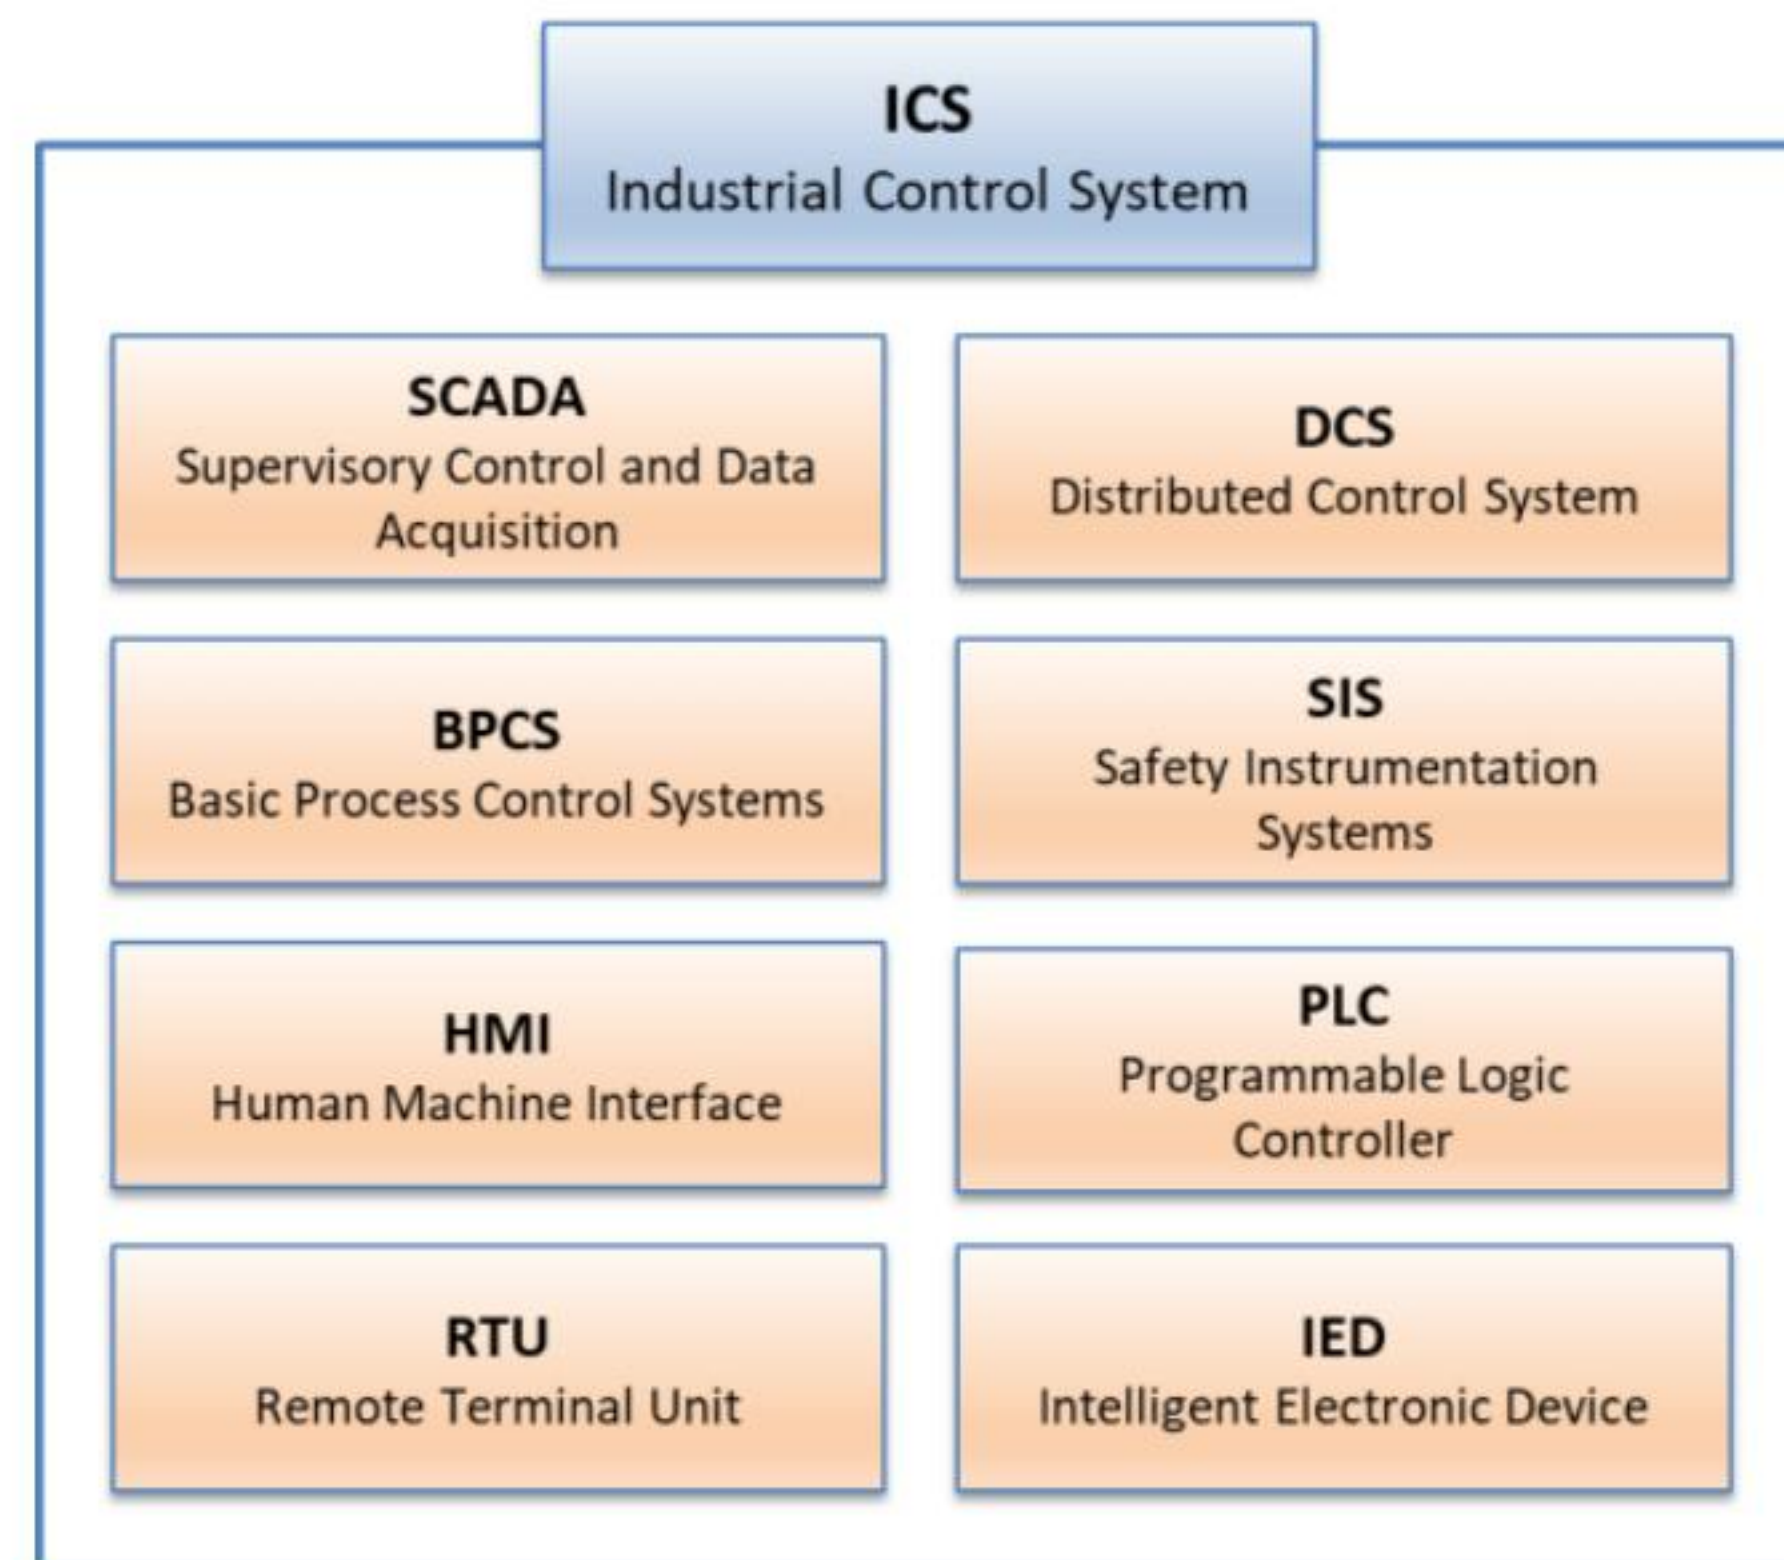 ICS
Industrial Control System
SCADA
Supervisory Control and Data
Acquisition
DCS
Distributed Control System
BPCS
Basic Process Control Systems
SIS
Safety Instrumentation
Systems
HMI
Human Machine Interface
PLC
Programmable Logic
Controller
RTU
Remote Terminal Unit
IED
Intelligent Electronic Device